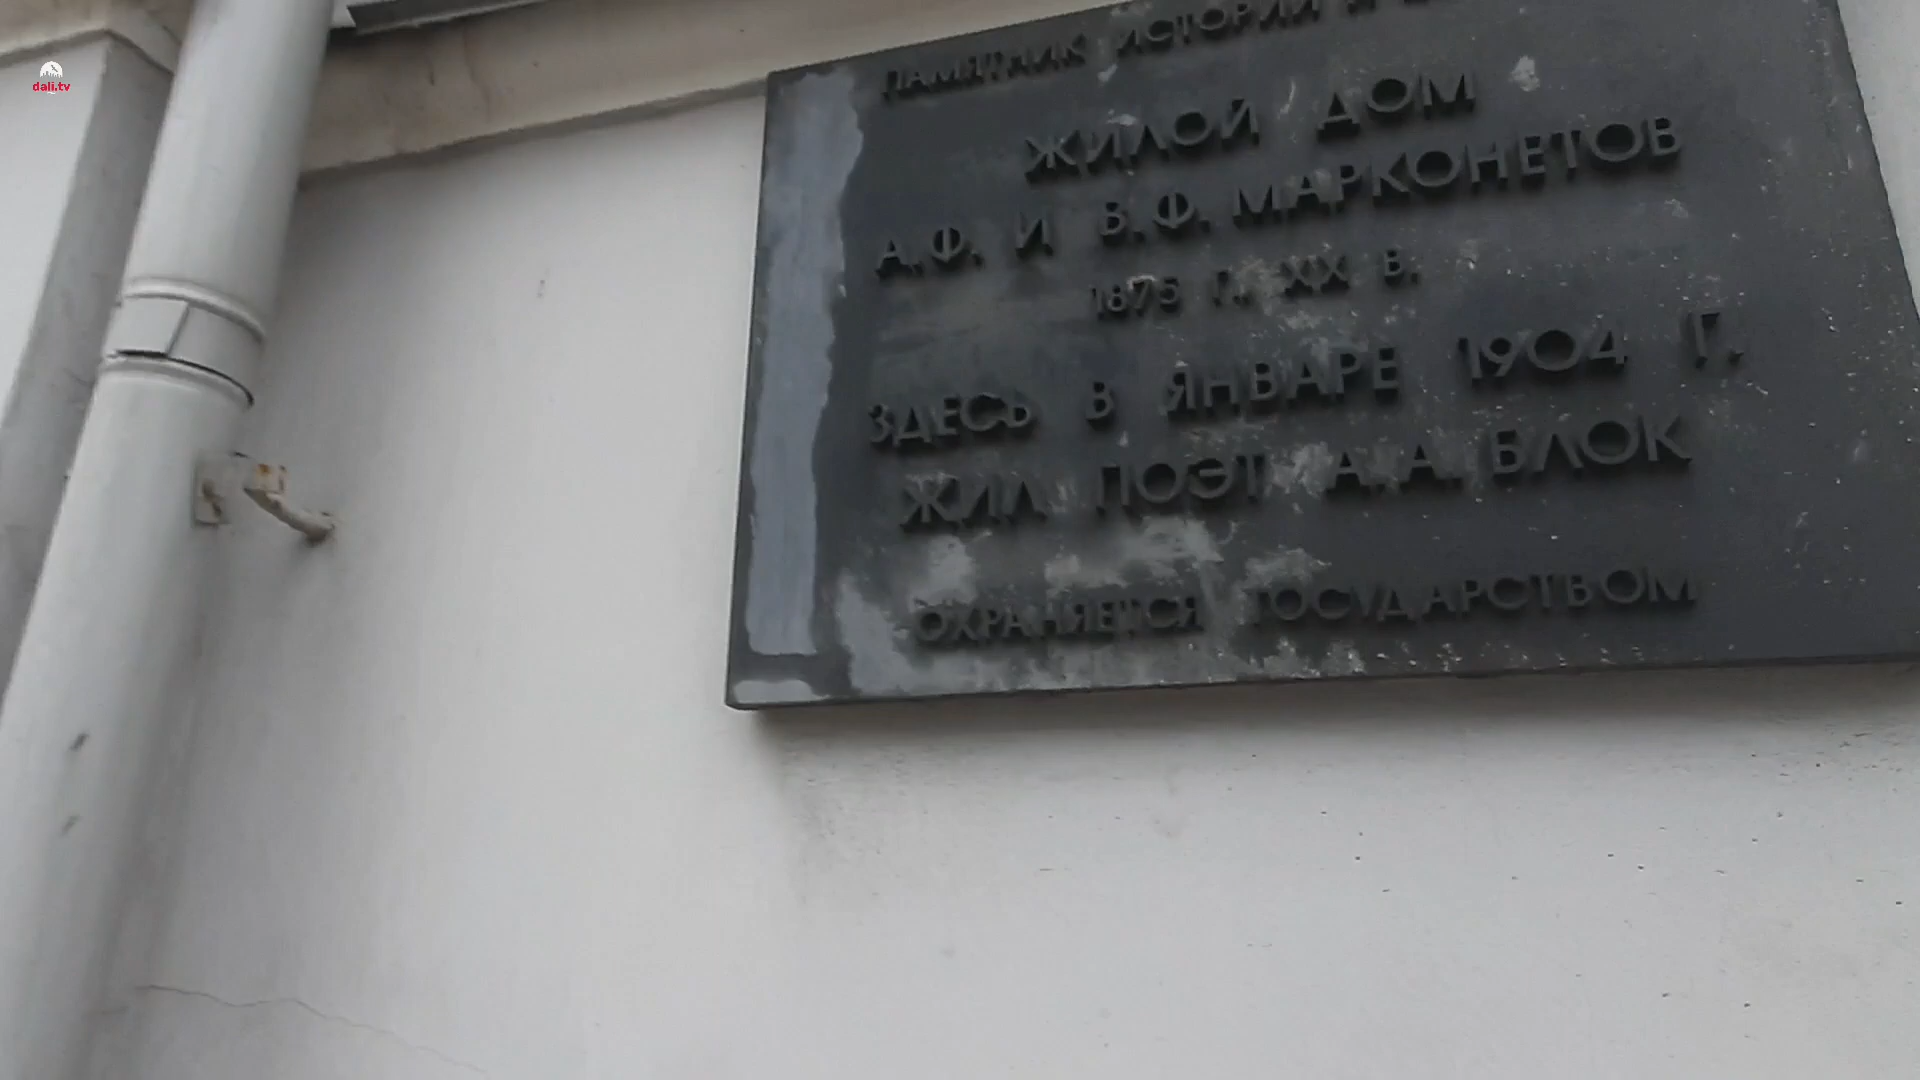 dali.tv
ПАМЯТНИК ИСТОРИИ И
ЖИЛОЙ ДОМ
А.Ф. И В.Ф. МАРКОНЕТОВ
1875 Г., XX В.
ЗДЕСЬ В ЯНВАРЕ 1904 Г.
ЖИЛ ПОЭТ А.А. БЛОК
ОХРАНЯЕТСЯ ГОСУДАРСТВОМ